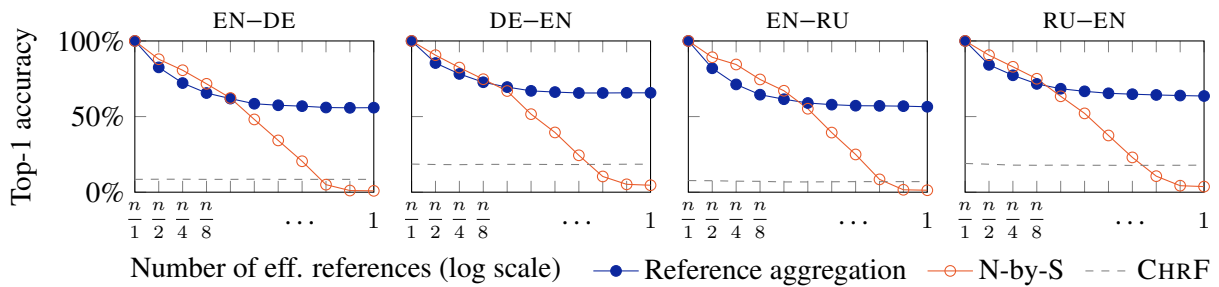 EN–DE DE–EN EN–RU RU–EN
100%
50%
0%
Top-1 accuracy
n/1 n/2 n/4 n/8 ... 1 n/1 n/2 n/4 n/8 ... 1 n/1 n/2 n/4 n/8 ... 1 n/1 n/2 n/4 n/8 ... 1
Number of eff. references (log scale) Reference aggregation N-by-S CHRF